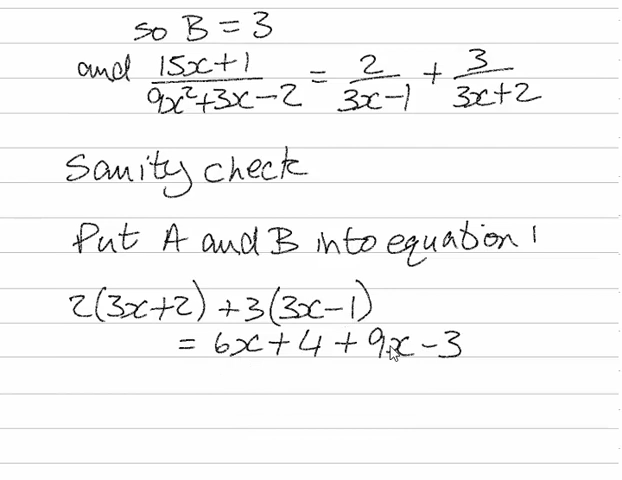 so B = 3
and 15x+1/9x²+3x-2 = 2/3x-1 + 3/3x+2
Sanity check
Put A and B into equation 1
2(3x+2) + 3(3x-1)
= 6x + 4 + 9x - 3